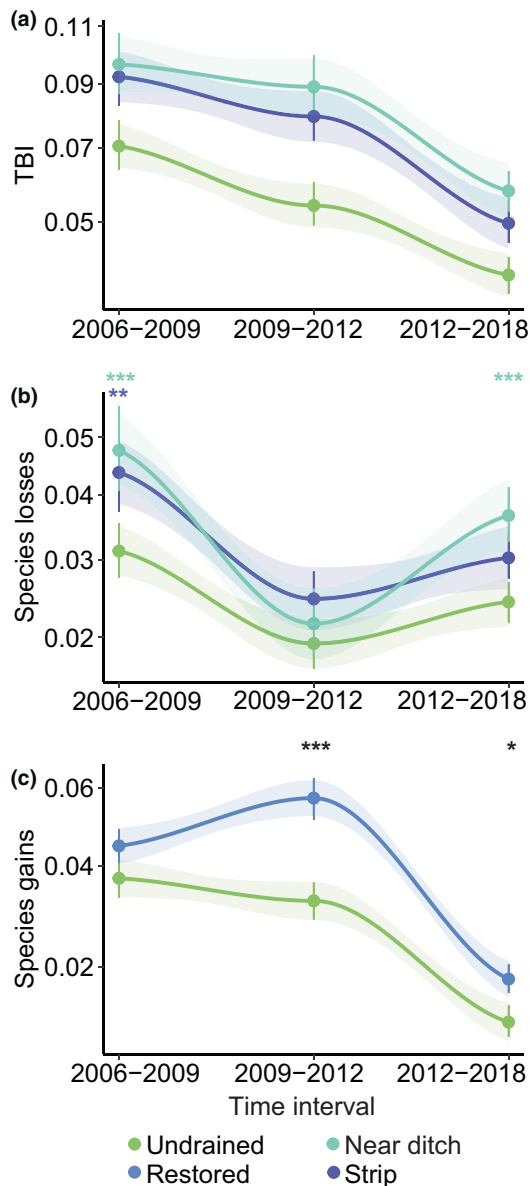 (a)
0.11
0.09
0.07
0.05
TBI
2006−2009 2009−2012 2012−2018
*** ***
**
(b)
0.05
0.04
0.03
0.02
Species losses
2006−2009 2009−2012 2012−2018
*** *
(c)
0.06
0.04
0.02
Species gains
2006−2009 2009−2012 2012−2018
Time interval
Undrained Near ditch
Restored Strip